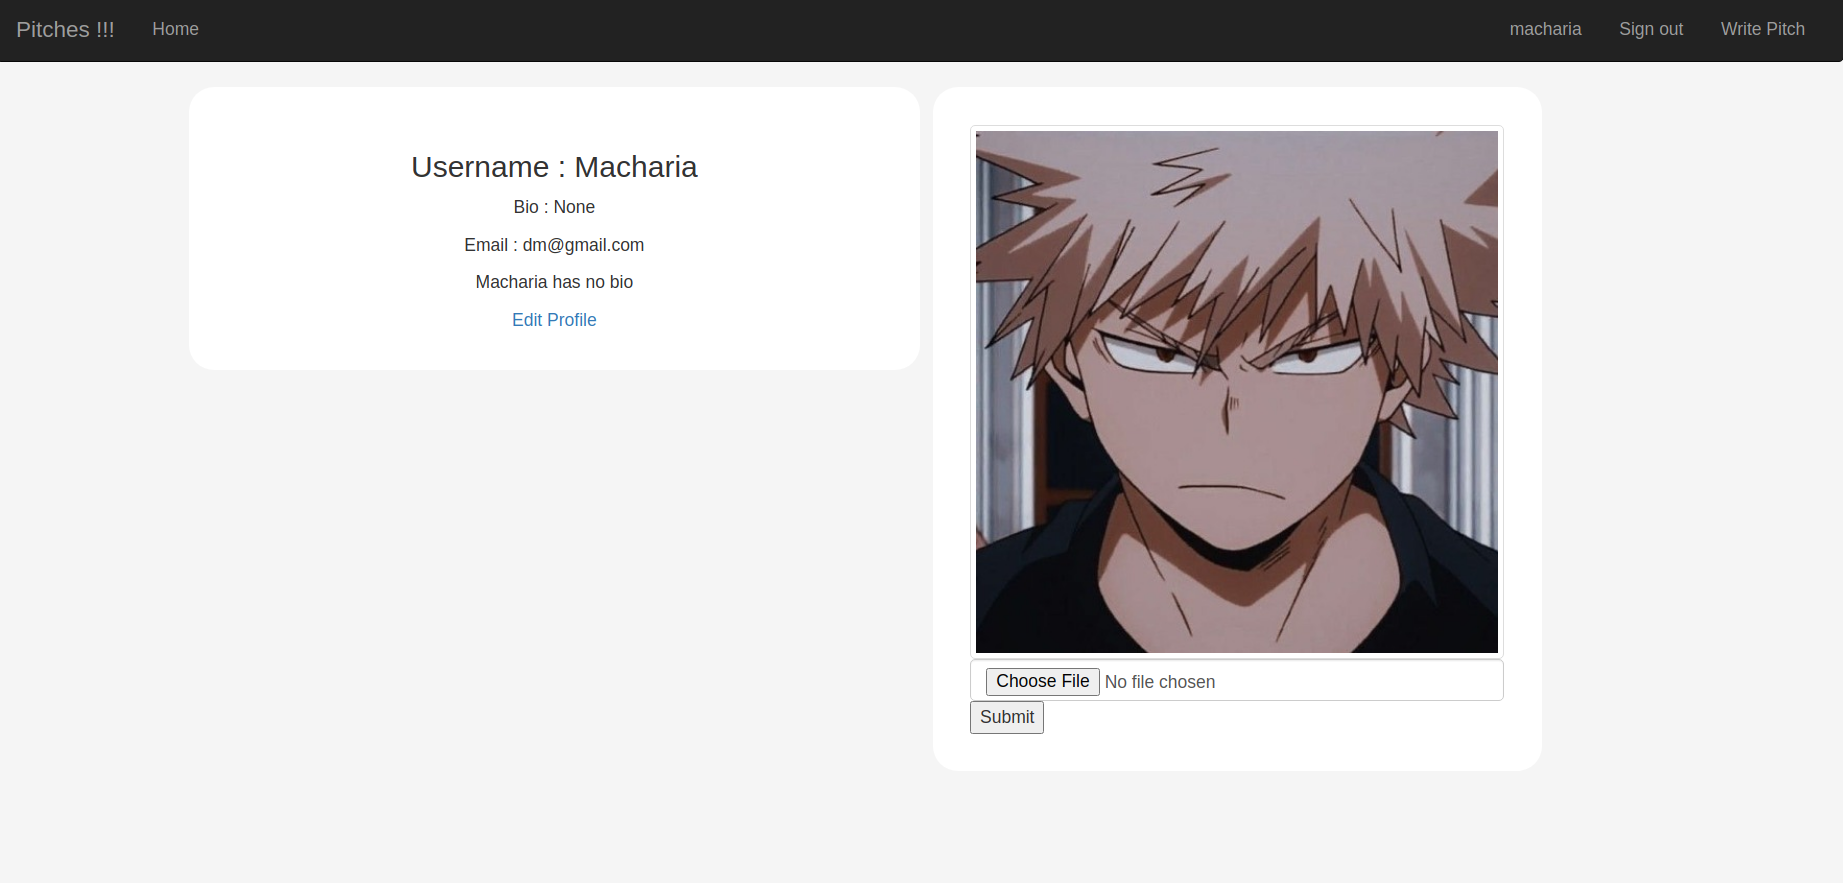 Pitches !!! Home macharia Sign out Write Pitch
Username : Macharia
Bio : None
Email : dm@gmail.com
Macharia has no bio
Edit Profile
Choose File No file chosen
Submit